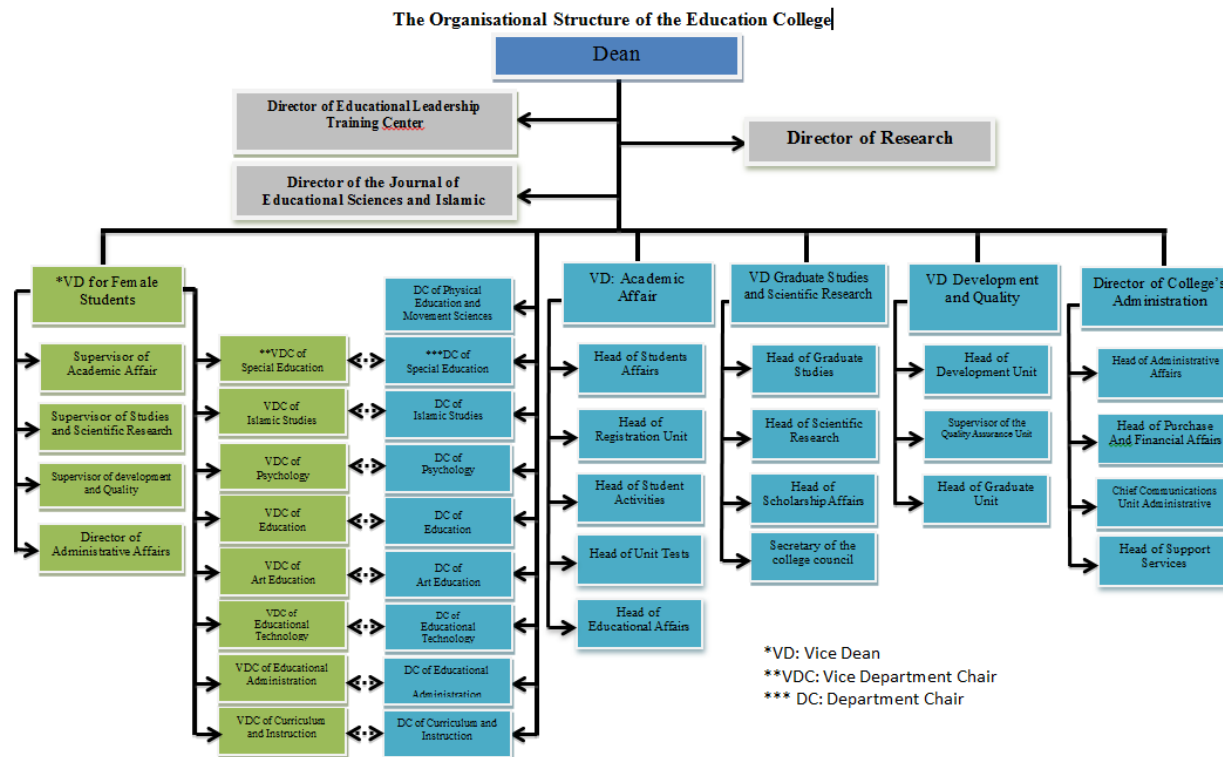 The Organisational Structure of the Education College
Dean
Director of Educational Leadership
Training Center
Director of Research
Director of the Journal of
Educational Sciences and Islamic
*VD for Female
Students
Supervisor of
Academic Affair
Supervisor of Studies
and Scientific Research
Supervisor of development
and Quality
Director of
Administrative Affairs
**VDC of
Special Education
VDC of
Islamic Studies
VDC of
Psychology
VDC of
Education
VDC of
Art Education
VDC of
Educational
Technology
VDC of Educational
Administration
VDC of Curriculum
and Instruction
DC of Physical
Education and
Movement Sciences
***DC of
Special Education
DC of
Islamic Studies
DC of
Psychology
DC of
Education
DC of
Art Education
DC of
Educational
Technology
DC of Educational
Administration
DC of Curriculum and
Instruction
VD: Academic
Affair
Head of Students
Affairs
Head of
Registration Unit
Head of Student
Activities
Head of Unit Tests
Head of
Educational Affairs
VD Graduate Studies
and Scientific Research
Head of Graduate
Studies
Head of Scientific
Research
Head of
Scholarship Affairs
Secretary of the
college council
VD Development
and Quality
Head of
Development Unit
Supervisor of the
Quality Assurance Unit
Head of Graduate
Unit
Director of College's
Administration
Head of Administrative
Affairs
Head of Purchase
And Financial Affairs
Chief Communications
Unit Administrative
Head of Support
Services
*VD: Vice Dean
**VDC: Vice Department Chair
*** DC: Department Chair